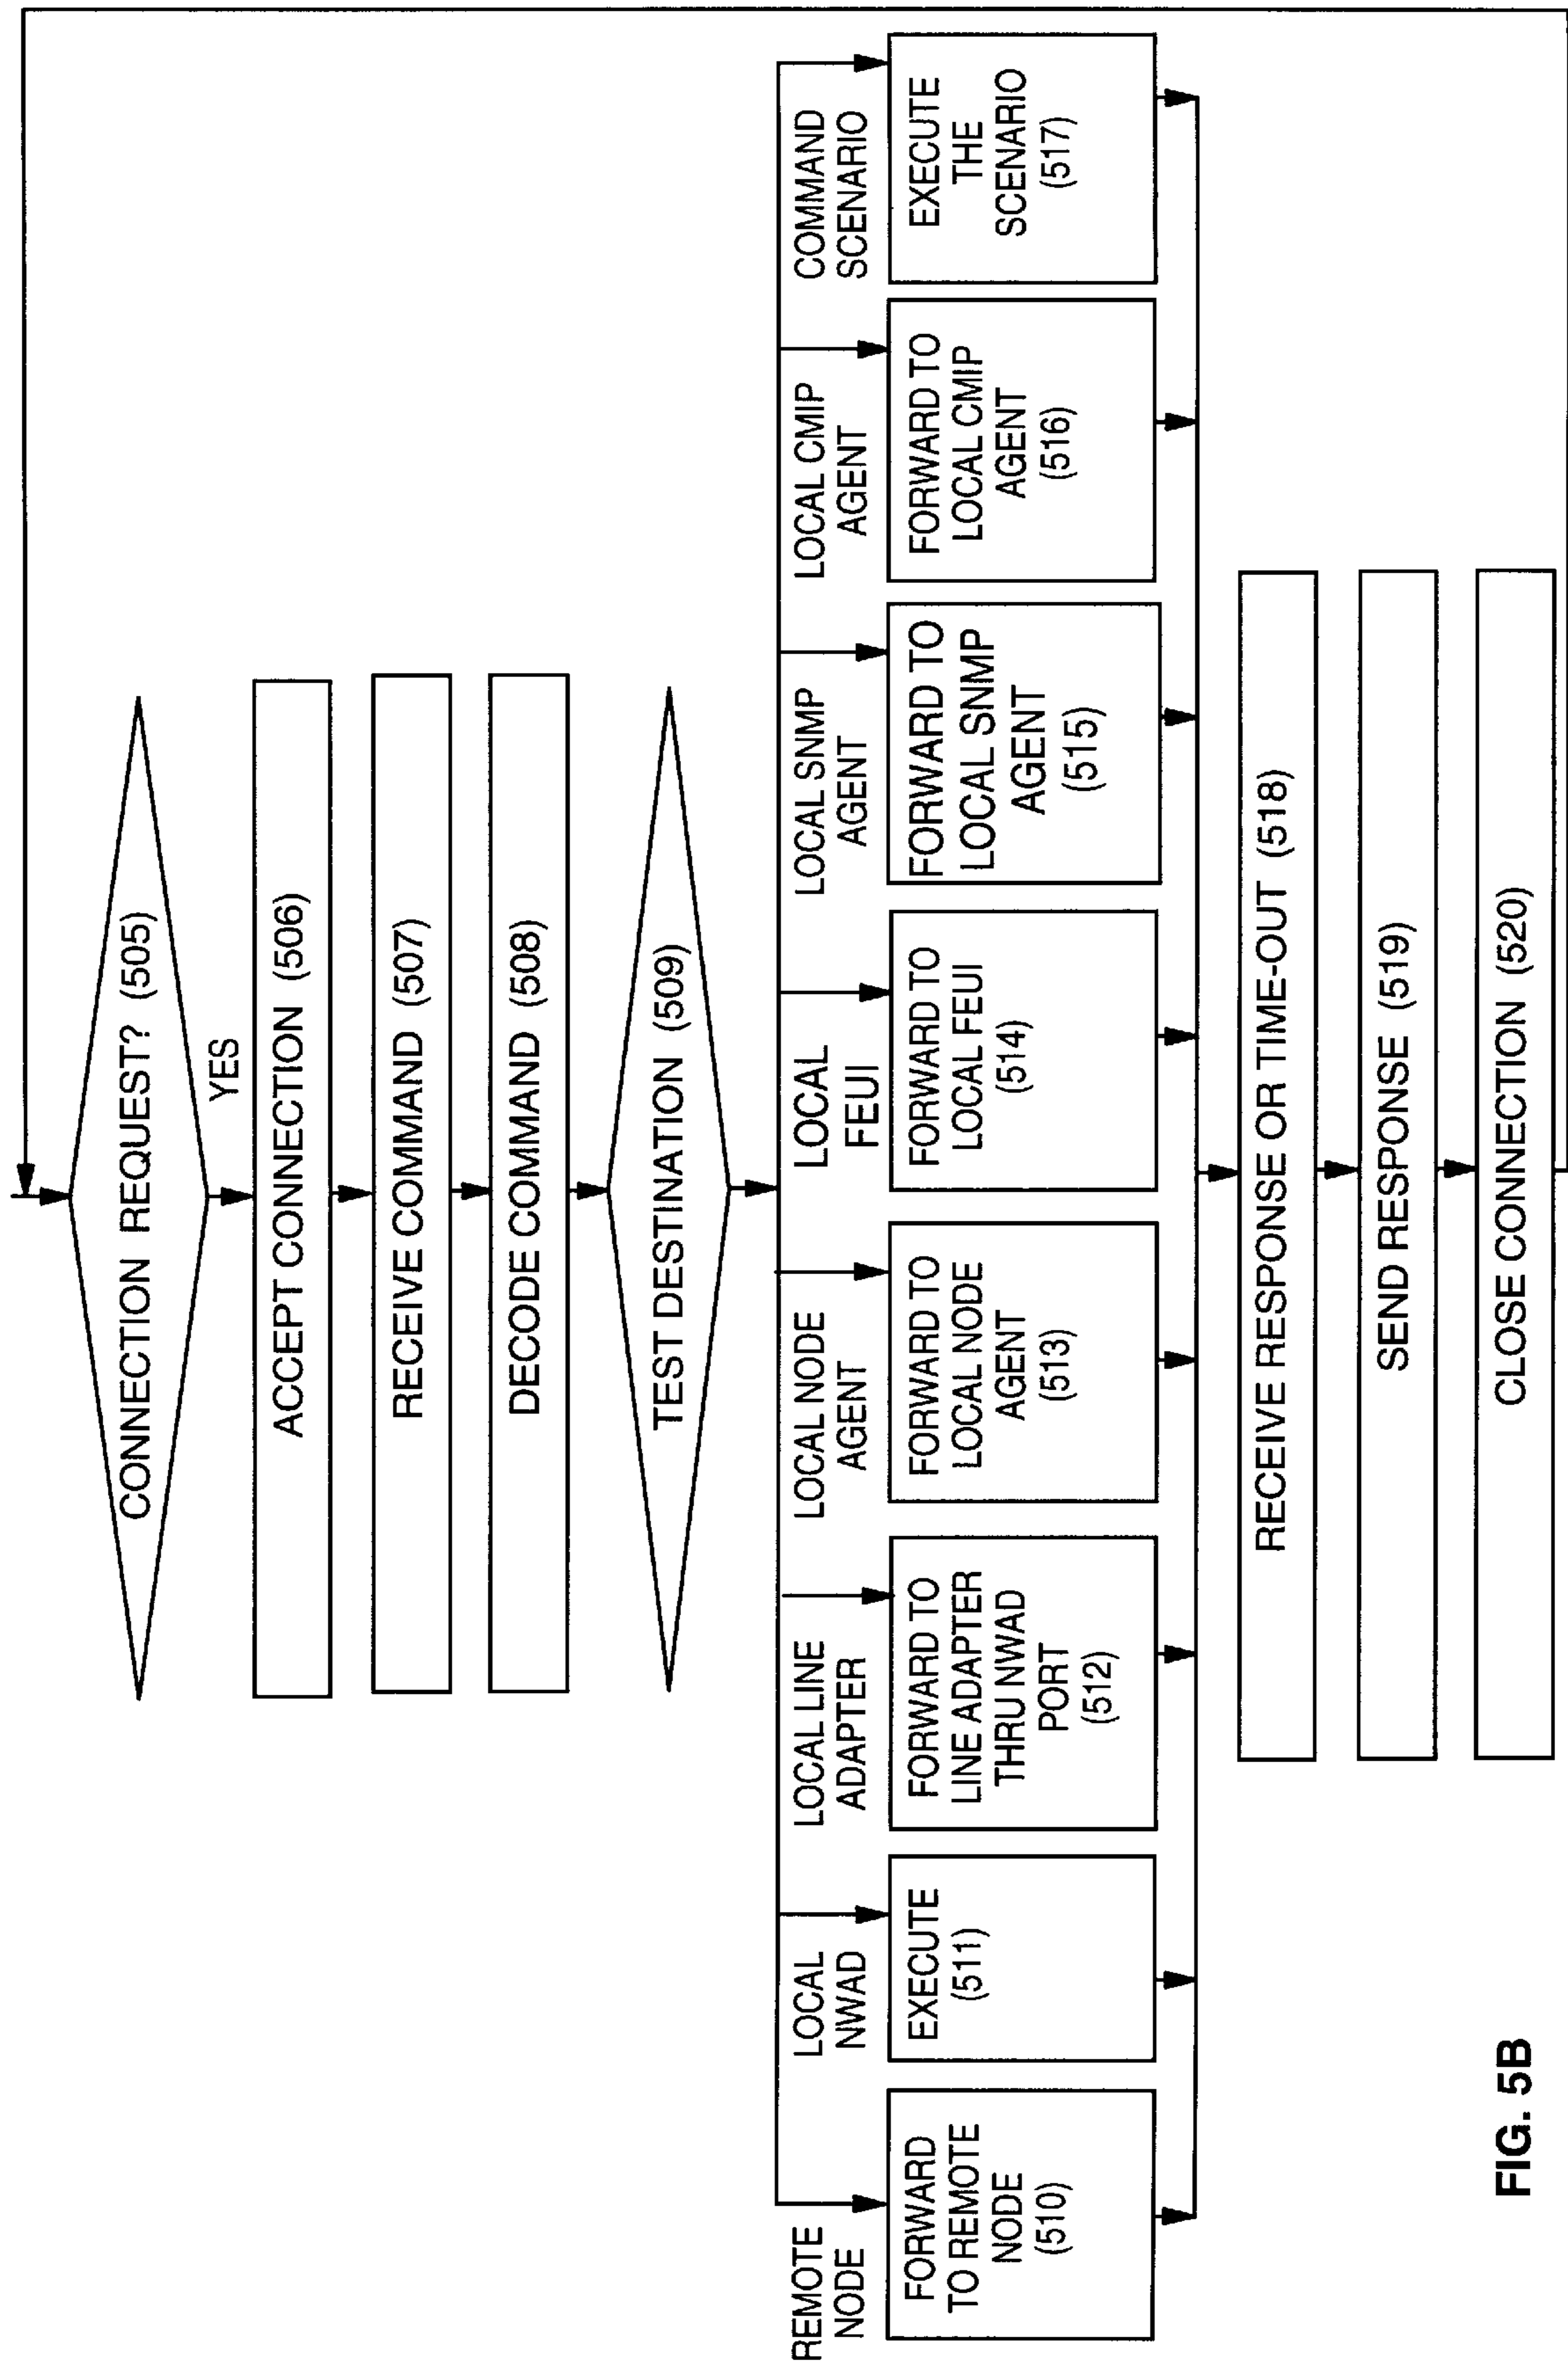 CONNECTION REQUEST? (505)
YES
ACCEPT CONNECTION (506)
RECEIVE COMMAND (507)
DECODE COMMAND (508)
TEST DESTINATION (509)
REMOTE
NODE
FORWARD
TO REMOTE
NODE
(510)
LOCAL
NWAD
EXECUTE
(511)
LOCAL LINE
ADAPTER
FORWARD TO
LINE ADAPTER
THRU NWAD
PORT
(512)
LOCAL NODE
AGENT
FORWARD TO
LOCAL NODE
AGENT
(513)
LOCAL
FEUI
FORWARD TO
LOCAL FEUI
(514)
LOCAL SNMP
AGENT
FORWARD TO
LOCAL SNMP
AGENT
(515)
LOCAL CMIP
AGENT
FORWARD TO
LOCAL CMIP
AGENT
(516)
COMMAND
SCENARIO
EXECUTE
THE
SCENARIO
(517)
RECEIVE RESPONSE OR TIME-OUT (518)
SEND RESPONSE (519)
CLOSE CONNECTION (520)
FIG. 5B